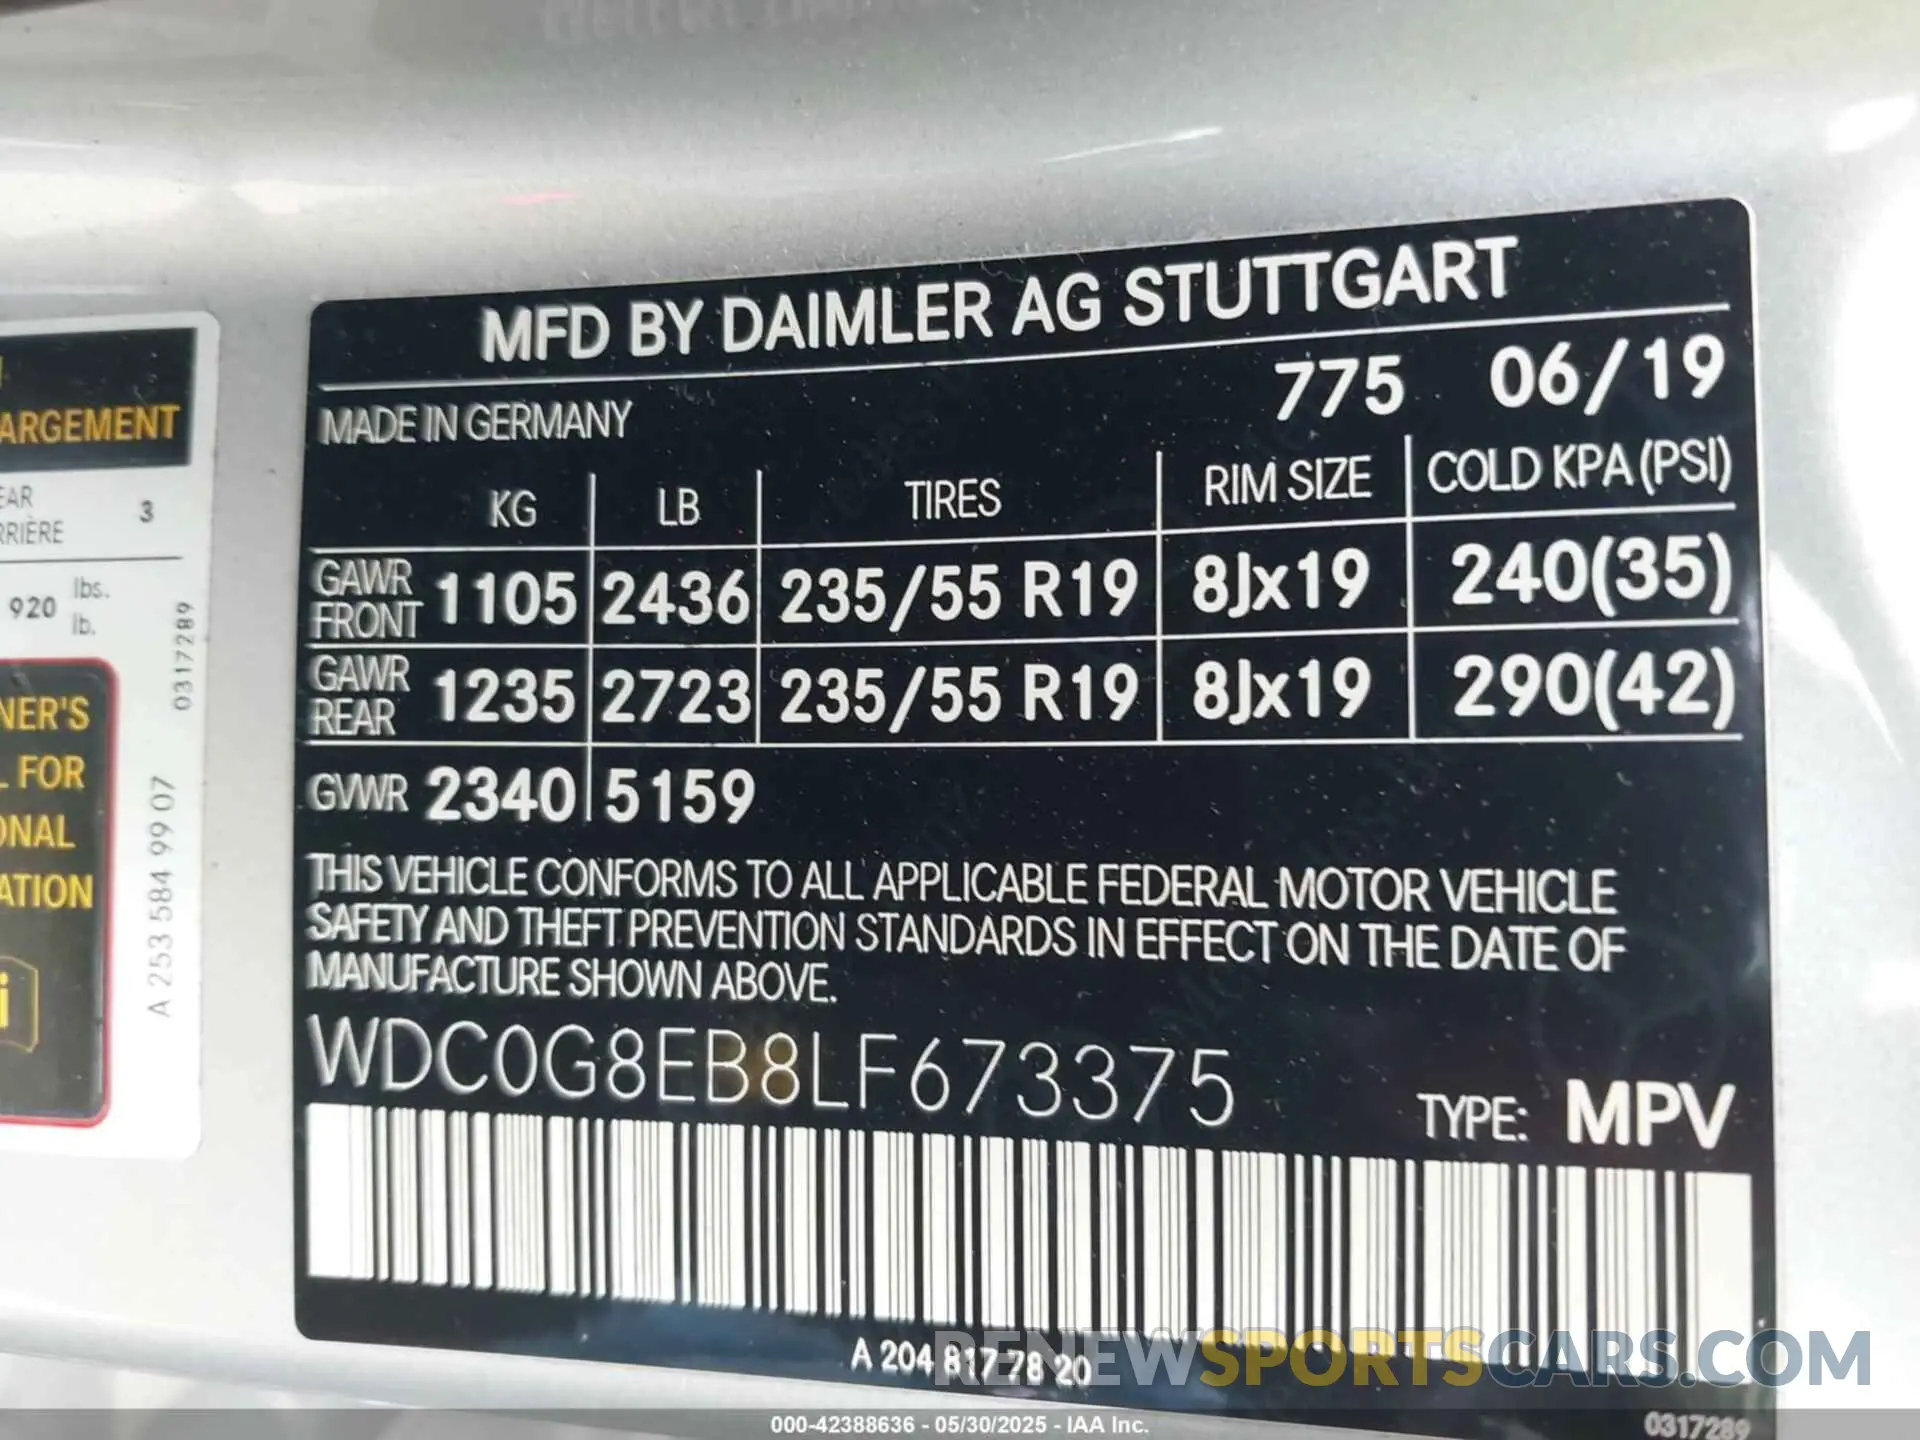 MFD BY DAIMLER AG STUTTGART
775 06/19
MADE IN GERMANY
KG LB TIRES RIM SIZE COLD KPA (PSI)
GAWR FRONT 1105 2436 235/55 R19 8Jx19 240(35)
GAWR REAR 1235 2723 235/55 R19 8Jx19 290(42)
GVWR 2340 5159
THIS VEHICLE CONFORMS TO ALL APPLICABLE FEDERAL MOTOR VEHICLE
SAFETY AND THEFT PREVENTION STANDARDS IN EFFECT ON THE DATE OF
MANUFACTURE SHOWN ABOVE.
WDC0G8EB8LF673375
TYPE: MPV
A 204 817 78 20
0317289
ARGEMENT
EAR
RRIÈRE
3
920 lbs.
lb.
0317289
NER'S
L FOR
ONAL
ATION
i
A 253 584 99 07
RENEWSPORTSCARS.COM
000-42388636 - 05/30/2025 - IAA Inc.